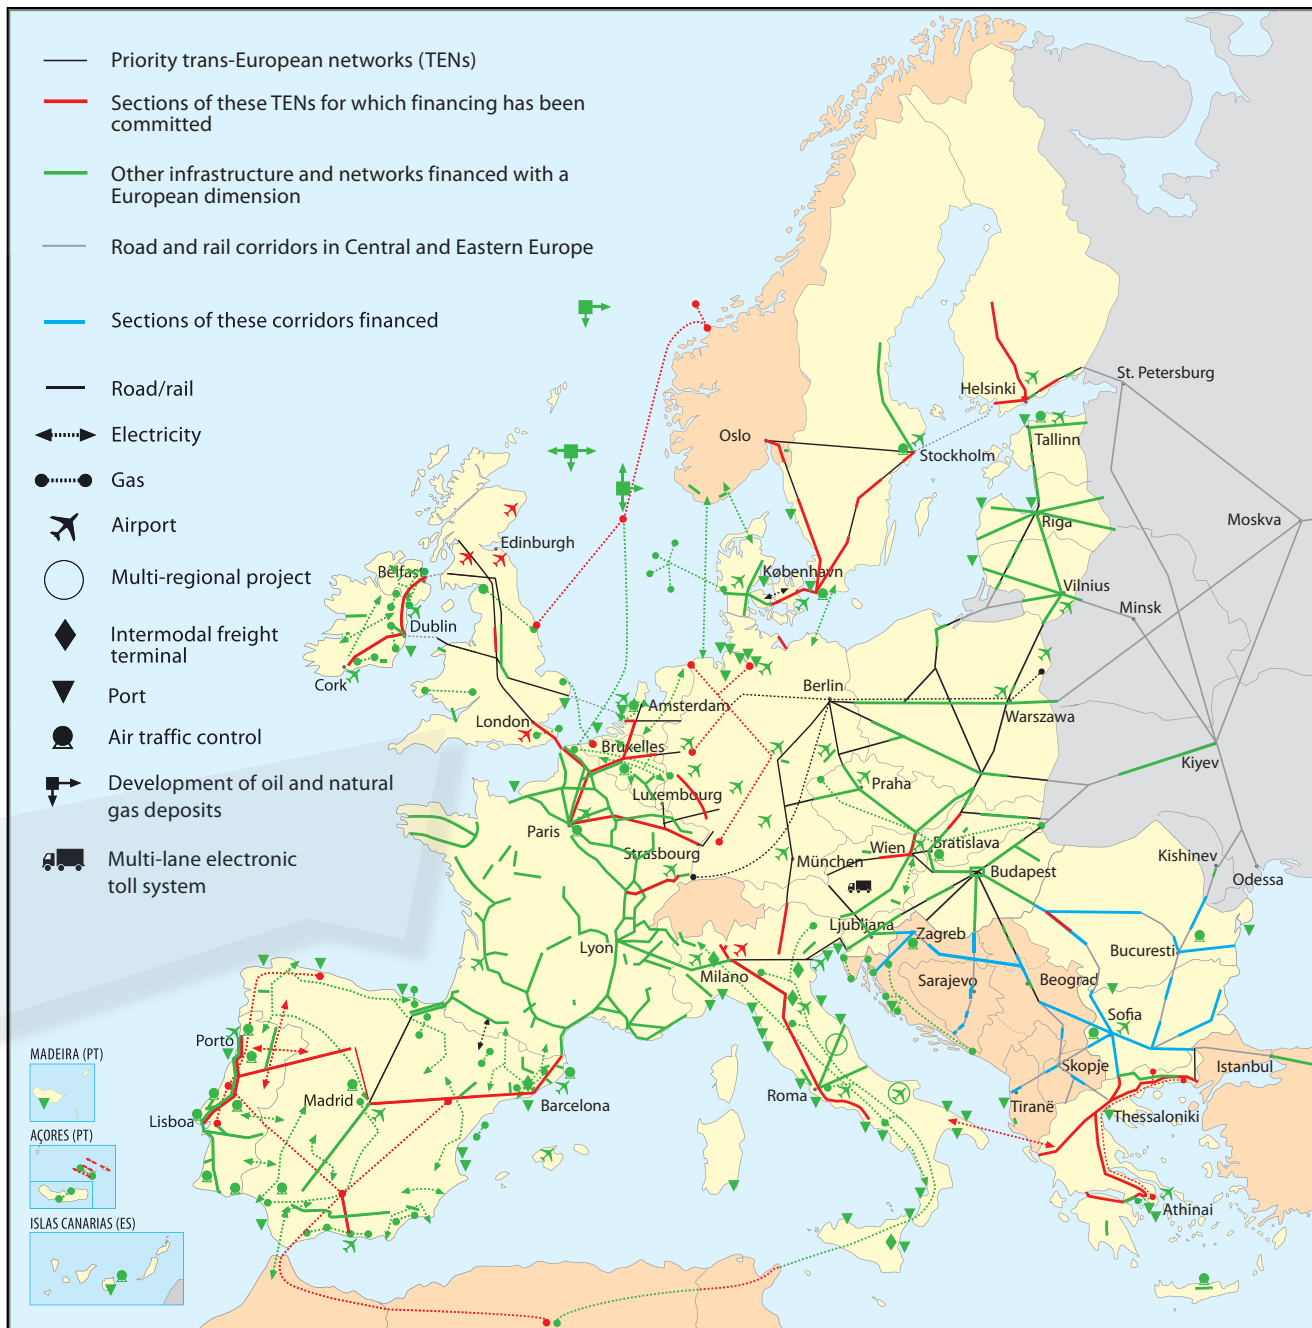 Priority trans-European networks (TENs)
Sections of these TENs for which financing has been
committed
Other infrastructure and networks financed with a
European dimension
Road and rail corridors in Central and Eastern Europe
Sections of these corridors financed
Road/rail
Electricity
Gas
Airport
Multi-regional project
Intermodal freight
terminal
Port
Air traffic control
Development of oil and natural
gas deposits
Multi-lane electronic
toll system
St. Petersburg
Helsinki
Oslo
Tallinn
Stockholm
Moskva
Riga
Edinburgh
Belfast
København
Vilnius
Minsk
Dublin
Cork
Berlin
Amsterdam
Warszawa
London
Bruxelles
Kiyev
Praha
Luxembourg
Paris
Strasbourg
Wien
Bratislava
München
Kishinev
Budapest
Odessa
Ljubljana
Zagreb
Lyon
Bucuresti
Milano
Sarajevo
Beograd
Sofia
Porto
MADEIRA (PT)
Skopje
Istanbul
Roma
Madrid
Barcelona
Tiranë
Lisboa
Thessaloniki
AÇORES (PT)
Athinai
ISLAS CANARIAS (ES)